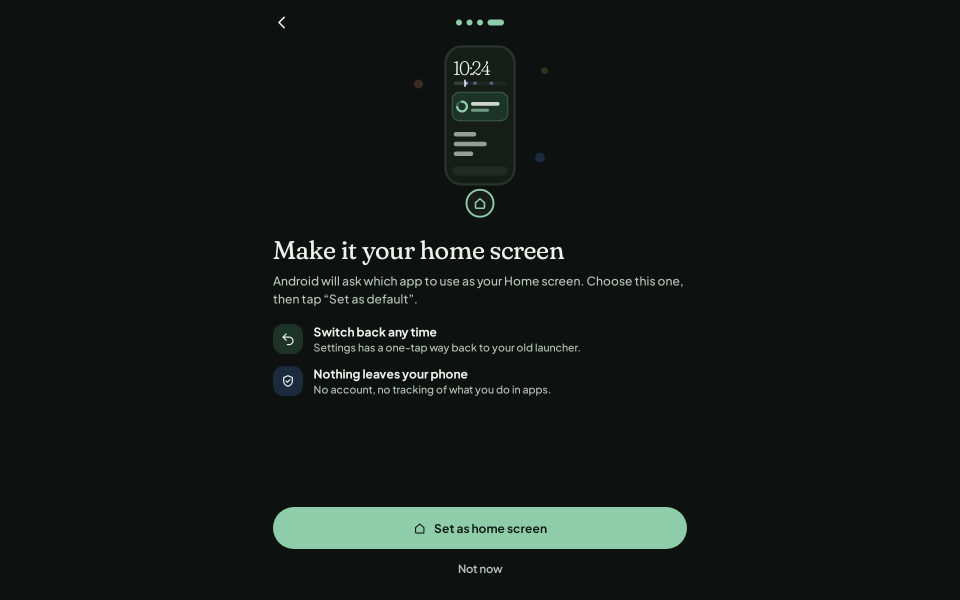 10:24
Make it your home screen
Android will ask which app to use as your Home screen. Choose this one,
then tap “Set as default”.
Switch back any time
Settings has a one-tap way back to your old launcher.
Nothing leaves your phone
No account, no tracking of what you do in apps.
Set as home screen
Not now